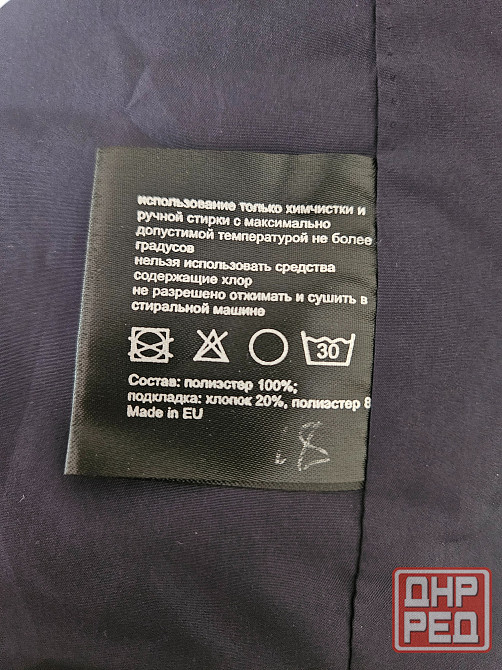 использование только химчистки и
ручной стирки с максимально
допустимой температурой не более
градусов
нельзя использовать средства
содержащие хлор
не разрешено отжимать и сушить в
стиральной машине
30
Состав: полиэстер 100%;
подкладка: хлопок 20%, полиэстер 8
Made in EU
18
ДНР
РЕД